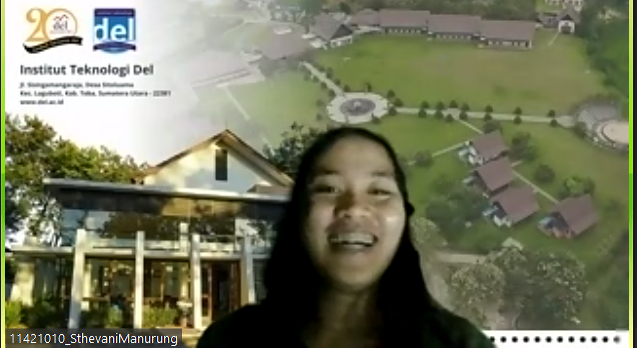 20
del
del
Institut Teknologi Del
Jl. Sisingamangaraja, Desa Sitoluama
Kec. Laguboti, Kab. Toba, Sumatera Utara - 22381
www.del.ac.id
11421010_SthevaniManurung